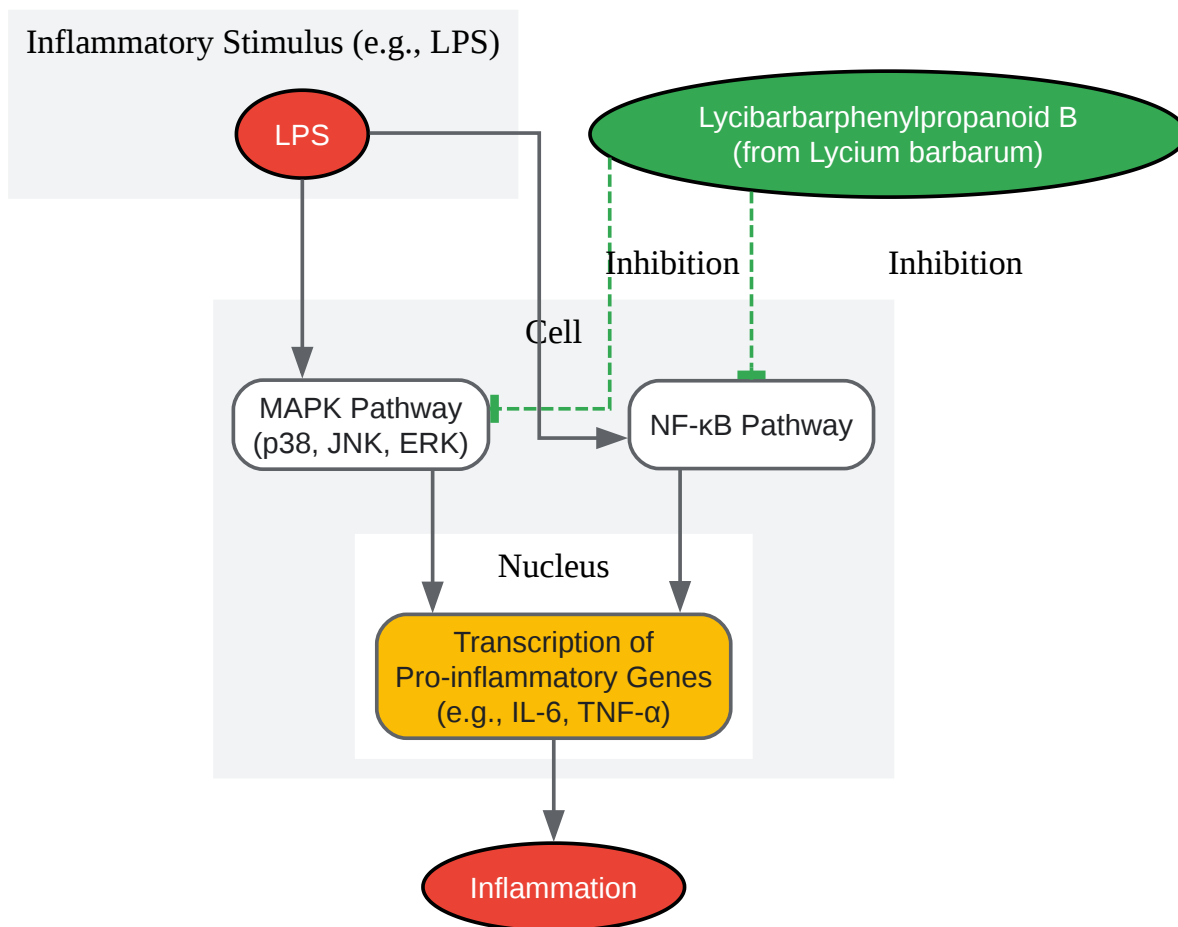 Inflammatory Stimulus (e.g., LPS)
LPS
Lycibarbarphenylpropanoid B
(from Lycium barbarum)
Inhibition
Inhibition
Cell
MAPK Pathway
(p38, JNK, ERK)
NF-κB Pathway
Nucleus
Transcription of
Pro-inflammatory Genes
(e.g., IL-6, TNF-α)
Inflammation